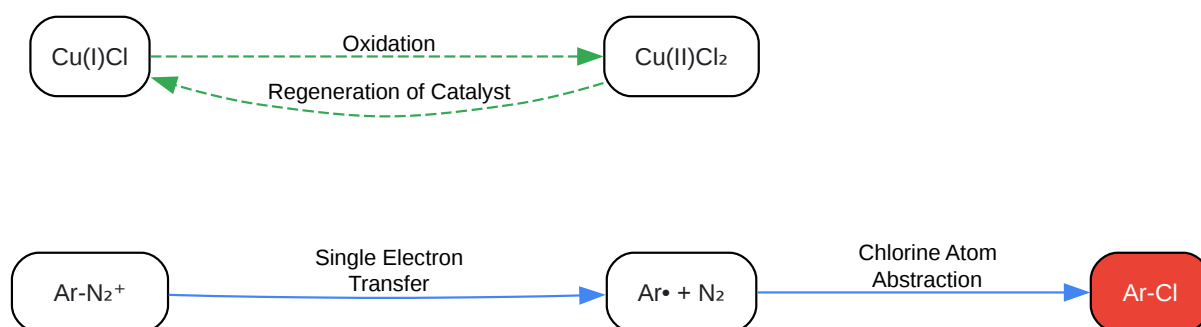 Cu(I)Cl
Oxidation
Cu(II)Cl₂
Regeneration of Catalyst
Ar-N₂⁺
Single Electron
Transfer
Ar• + N₂
Chlorine Atom
Abstraction
Ar-Cl